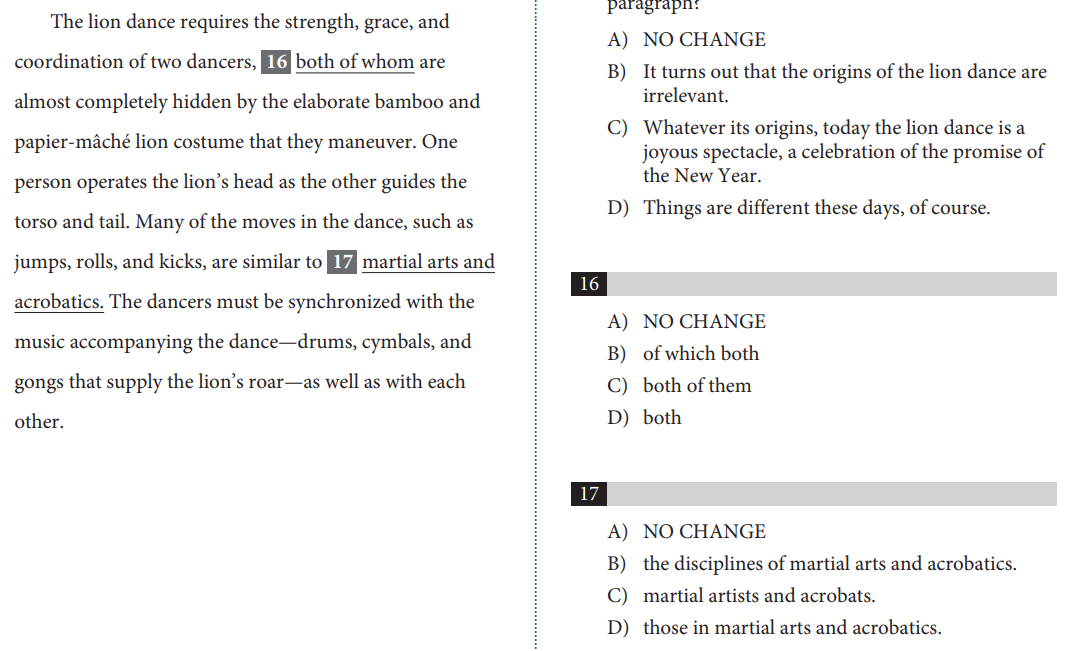 The lion dance requires the strength, grace, and
coordination of two dancers, 16 both of whom are
almost completely hidden by the elaborate bamboo and
papier-mâché lion costume that they maneuver. One
person operates the lion's head as the other guides the
torso and tail. Many of the moves in the dance, such as
jumps, rolls, and kicks, are similar to 17 martial arts and
acrobatics. The dancers must be synchronized with the
music accompanying the dance—drums, cymbals, and
gongs that supply the lion's roar—as well as with each
other.
paragraph?
A) NO CHANGE
B) It turns out that the origins of the lion dance are
irrelevant.
C) Whatever its origins, today the lion dance is a
joyous spectacle, a celebration of the promise of
the New Year.
D) Things are different these days, of course.
16
A) NO CHANGE
B) of which both
C) both of them
D) both
17
A) NO CHANGE
B) the disciplines of martial arts and acrobatics.
C) martial artists and acrobats.
D) those in martial arts and acrobatics.